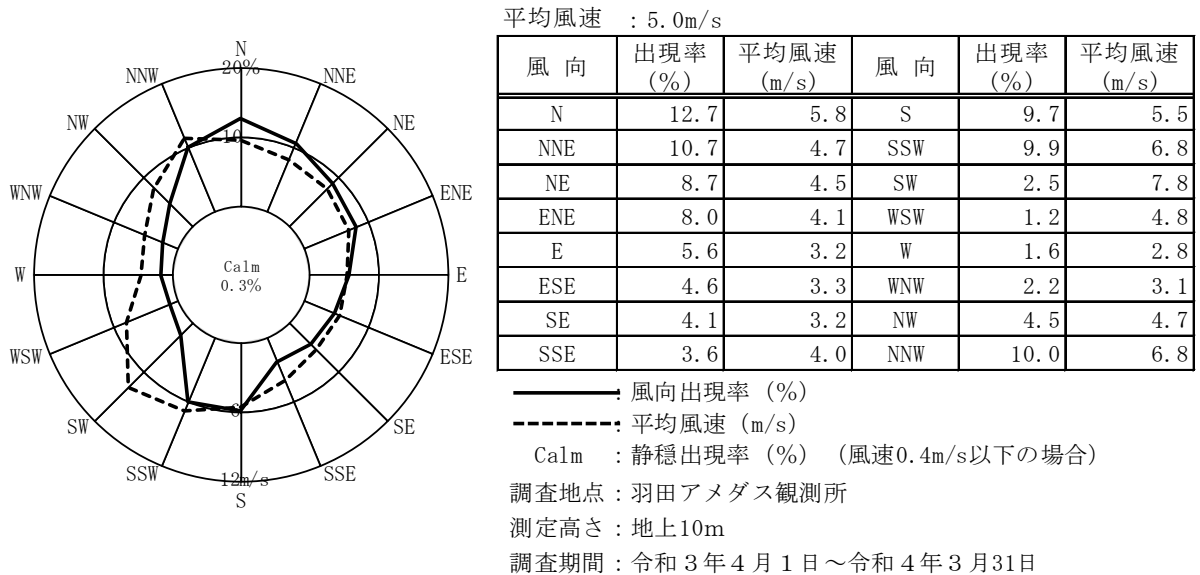 N
20%
NNE
NE
ENE
E
ESE
SE
SSE
S
12m/s
SSW
SW
WSW
W
WNW
NW
NNW
10
6
Calm
0.3%
平均風速 : 5.0m/s
風 向 出現率(%) 平均風速(m/s) 風 向 出現率(%) 平均風速(m/s)
N 12.7 5.8 S 9.7 5.5
NNE 10.7 4.7 SSW 9.9 6.8
NE 8.7 4.5 SW 2.5 7.8
ENE 8.0 4.1 WSW 1.2 4.8
E 5.6 3.2 W 1.6 2.8
ESE 4.6 3.3 WNW 2.2 3.1
SE 4.1 3.2 NW 4.5 4.7
SSE 3.6 4.0 NNW 10.0 6.8
: 風向出現率 (%)
: 平均風速 (m/s)
Calm : 静穏出現率 (%) (風速0.4m/s以下の場合)
調査地点:羽田アメダス観測所
測定高さ:地上10m
調査期間:令和3年4月1日～令和4年3月31日